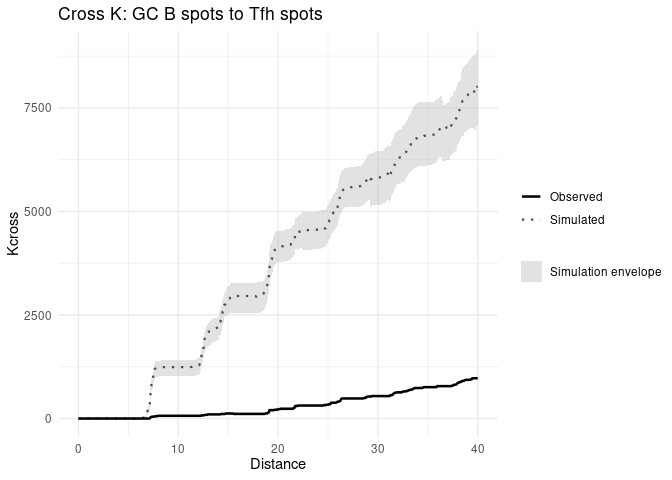 Cross K: GC B spots to Tfh spots
Kcross
7500
5000
2500
0
0 10 20 30 40
Distance
Observed
Simulated
Simulation envelope